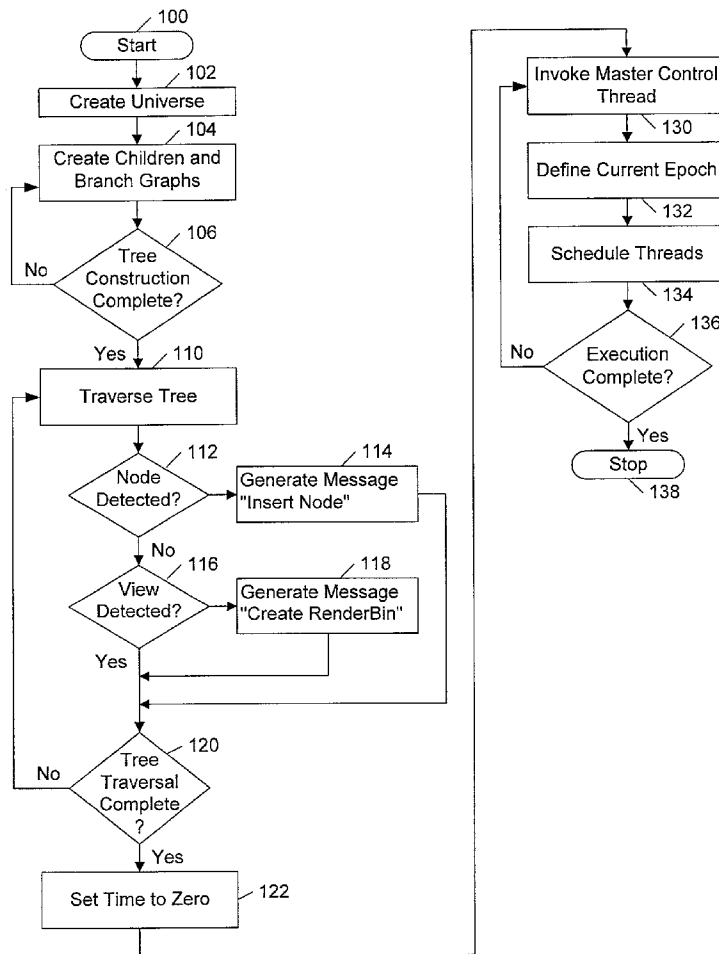 100
Start
102
Create Universe
104
Create Children and
Branch Graphs
106
Tree
Construction
Complete?
No
Yes
110
Traverse Tree
112
Node
Detected?
114
Generate Message
"Insert Node"
No
116
View
Detected?
118
Generate Message
"Create RenderBin"
Yes
120
Tree
Traversal
Complete
?
No
Yes
Set Time to Zero
122
Invoke Master Control
Thread
130
Define Current Epoch
132
Schedule Threads
134
136
Execution
Complete?
No
Yes
Stop
138